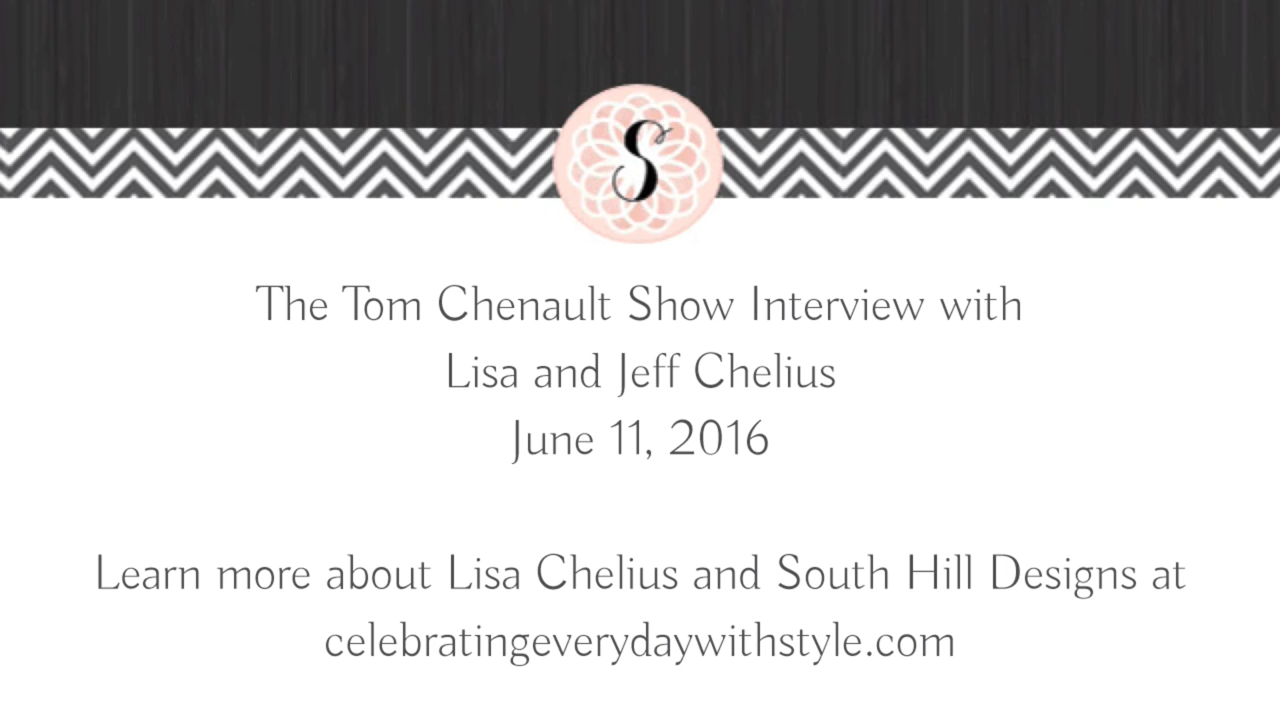 S
The Tom Chenault Show Interview with
Lisa and Jeff Chelius
June 11, 2016
Learn more about Lisa Chelius and South Hill Designs at
celebratingeverydaywithstyle.com